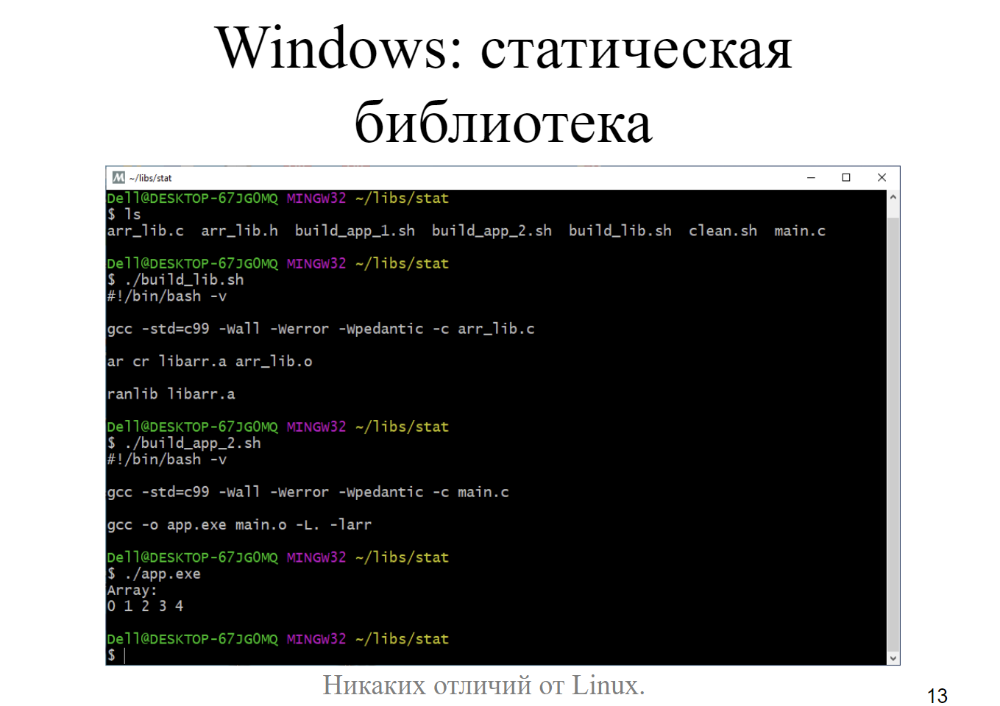 Windows: статическая
библиотека
~/libs/stat
Dell@DESKTOP-67JG0MQ MINGW32 ~/libs/stat
$ ls
arr_lib.c  arr_lib.h  build_app_1.sh  build_app_2.sh  build_lib.sh  clean.sh  main.c
Dell@DESKTOP-67JG0MQ MINGW32 ~/libs/stat
$ ./build_lib.sh
#!/bin/bash -v
gcc -std=c99 -Wall -Werror -Wpedantic -c arr_lib.c
ar cr libarr.a arr_lib.o
ranlib libarr.a
Dell@DESKTOP-67JG0MQ MINGW32 ~/libs/stat
$ ./build_app_2.sh
#!/bin/bash -v
gcc -std=c99 -Wall -Werror -Wpedantic -c main.c
gcc -o app.exe main.o -L. -larr
Dell@DESKTOP-67JG0MQ MINGW32 ~/libs/stat
$ ./app.exe
Array:
0 1 2 3 4
Dell@DESKTOP-67JG0MQ MINGW32 ~/libs/stat
$
Никаких отличий от Linux.
13